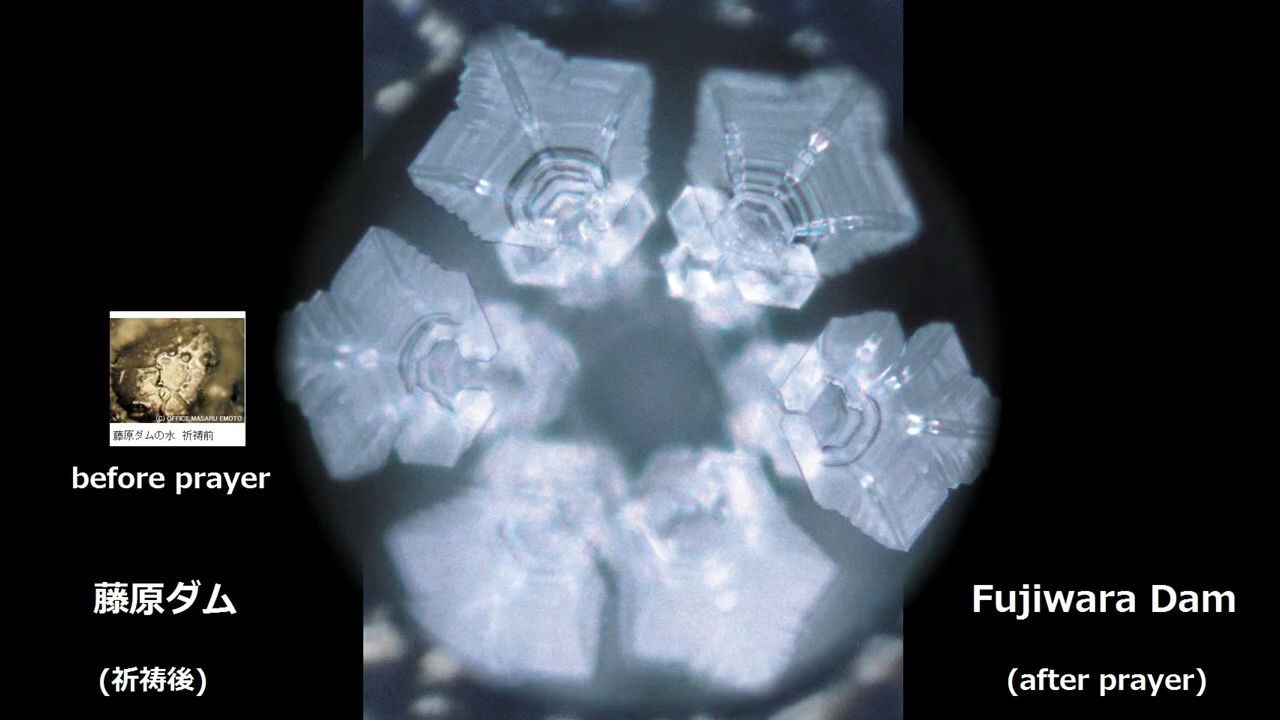 (C) OFFICE MASARU EMOTO
藤原ダムの水 祈祷前
before prayer
藤原ダム
(祈祷後)
Fujiwara Dam
(after prayer)